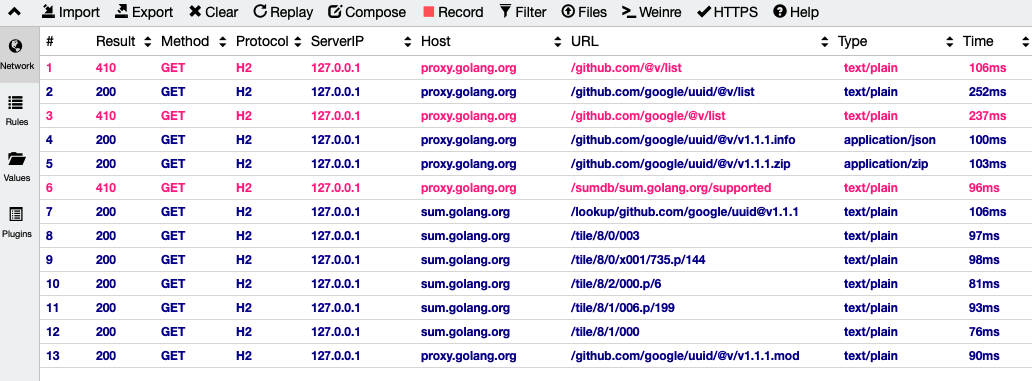 Import Export Clear Replay Compose Record Filter Files Weinre HTTPS Help
Network
Rules
Values
Plugins
# Result Method Protocol ServerIP Host URL Type Time
1 410 GET H2 127.0.0.1 proxy.golang.org /github.com/@v/list text/plain 106ms
2 200 GET H2 127.0.0.1 proxy.golang.org /github.com/google/uuid/@v/list text/plain 252ms
3 410 GET H2 127.0.0.1 proxy.golang.org /github.com/google/@v/list text/plain 237ms
4 200 GET H2 127.0.0.1 proxy.golang.org /github.com/google/uuid/@v/v1.1.1.info application/json 100ms
5 200 GET H2 127.0.0.1 proxy.golang.org /github.com/google/uuid/@v/v1.1.1.zip application/zip 103ms
6 410 GET H2 127.0.0.1 proxy.golang.org /sumdb/sum.golang.org/supported text/plain 96ms
7 200 GET H2 127.0.0.1 sum.golang.org /lookup/github.com/google/uuid@v1.1.1 text/plain 106ms
8 200 GET H2 127.0.0.1 sum.golang.org /tile/8/0/003 text/plain 97ms
9 200 GET H2 127.0.0.1 sum.golang.org /tile/8/0/x001/735.p/144 text/plain 98ms
10 200 GET H2 127.0.0.1 sum.golang.org /tile/8/2/000.p/6 text/plain 81ms
11 200 GET H2 127.0.0.1 sum.golang.org /tile/8/1/006.p/199 text/plain 93ms
12 200 GET H2 127.0.0.1 sum.golang.org /tile/8/1/000 text/plain 76ms
13 200 GET H2 127.0.0.1 proxy.golang.org /github.com/google/uuid/@v/v1.1.1.mod text/plain 90ms